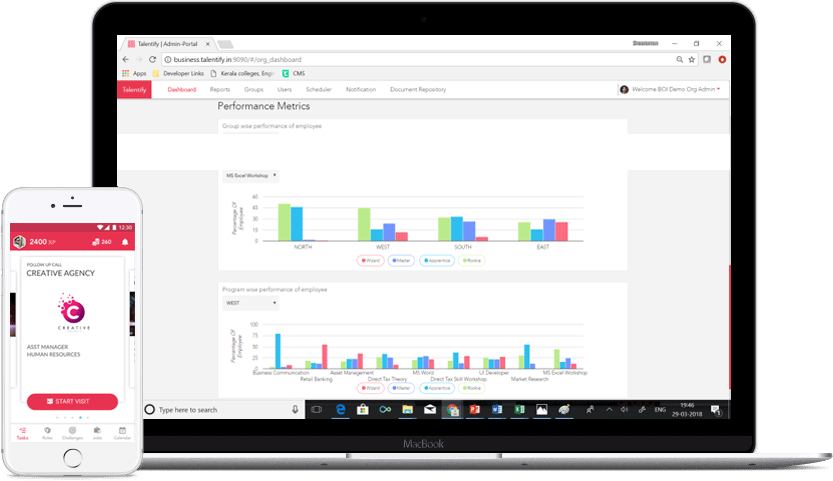 Talentify | Admin-Portal
business.talentify.in:9090/#/org_dashboard
Apps Developer Links Kerala colleges, Engi CMS
Talentify Dashboard Reports Groups Users Scheduler Notification Document Repository Welcome BOI! Demo Org Admin
Performance Metrics
Group wise performance of employee
MS Excel Workshop
Percentage Of Employee
60
45
30
15
0
NORTH WEST SOUTH EAST
Wizard Master Apprentice Rookie
Program wise performance of employee
WEST
Percentage Of Employee
100
75
50
25
0
Business Communication Asset Management MS Word UI Developer MS Excel Workshop
Retail Banking Direct Tax Theory Direct Tax Skill Workshop Market Research
Wizard Master Apprentice Rookie
Type here to search
ENG
19:46
29-03-2018
MacBook
12:30
2400 XP 260
FOLLOW UP CALL
CREATIVE AGENCY
CREATIVE
ASST MANAGER
HUMAN RESOURCES
START VISIT
Tasks Roles Challenges Jobs Calendar